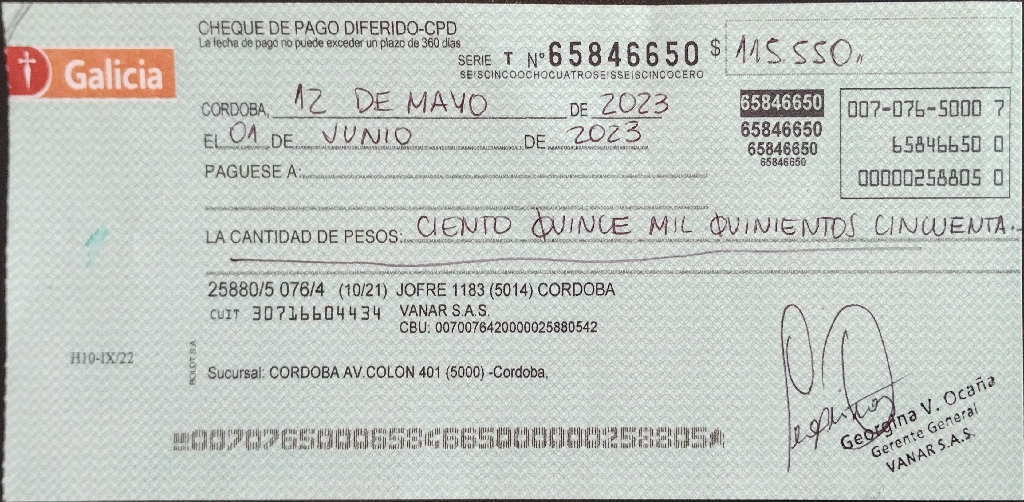 CHEQUE DE PAGO DIFERIDO-CPD
La fecha de pago no puede exceder un plazo de 360 días
Galicia
SERIE T Nº 65846650 $ 115.550
SEISCINCOOCHOCUATROSEISSEISCINCOCERO
CORDOBA, 12 DE MAYO DE 2023
EL 01 DE JUNIO DE 2023
65846650
65846650
65846650
65846650
007-076-5000 7
65846650 0
00000258805 0
PAGUESE A:
LA CANTIDAD DE PESOS: CIENTO QUINCE MIL QUINIENTOS CINCUENTA.-
25880/5 076/4 (10/21) JOFRE 1183 (5014) CORDOBA
CUIT 30716604434 VANAR S.A.S.
CBU: 0070076420000025880542
H10-IX/22
BOLDT S.A.
Sucursal: CORDOBA AV.COLON 401 (5000) -Cordoba,
Georgina V. Ocaña
Gerente General
VANAR S.A.S.